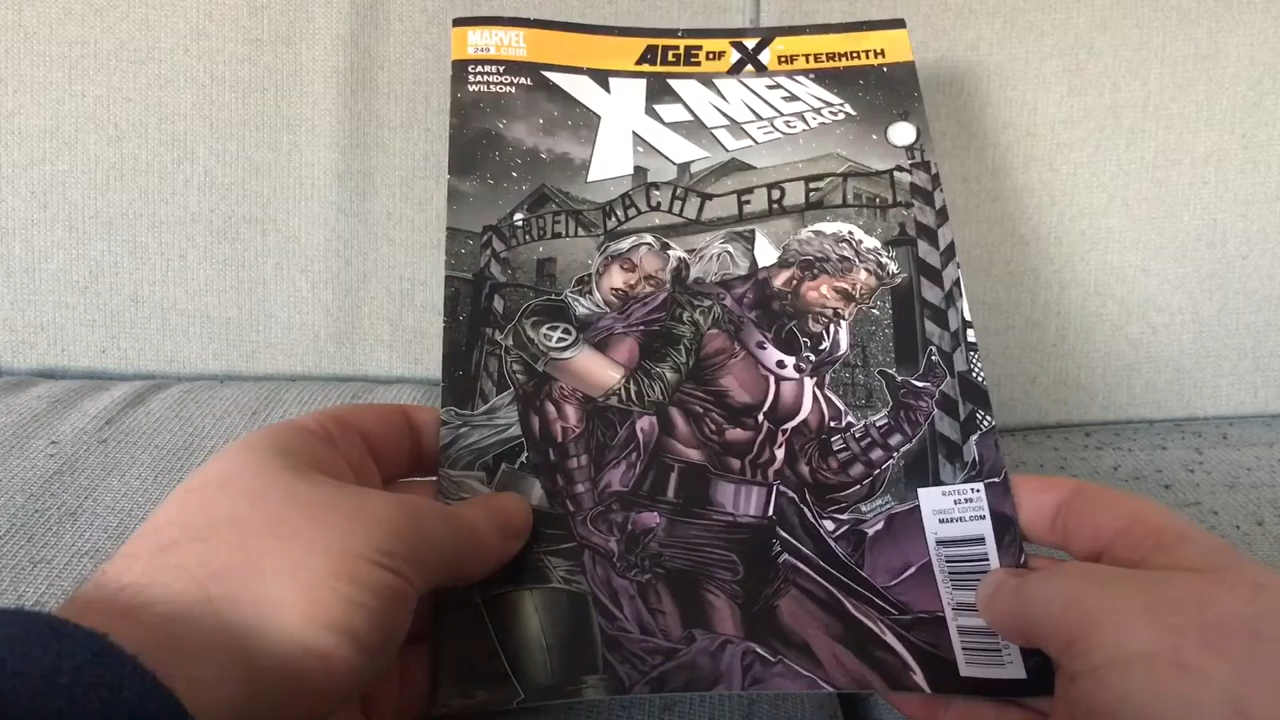 MARVEL
249 .com
CAREY
SANDOVAL
WILSON
AGE OF X AFTERMATH
X-MEN
LEGACY
ARBEIT MACHT FREI
RATED T+
$2.99US
DIRECT EDITION
MARVEL.COM